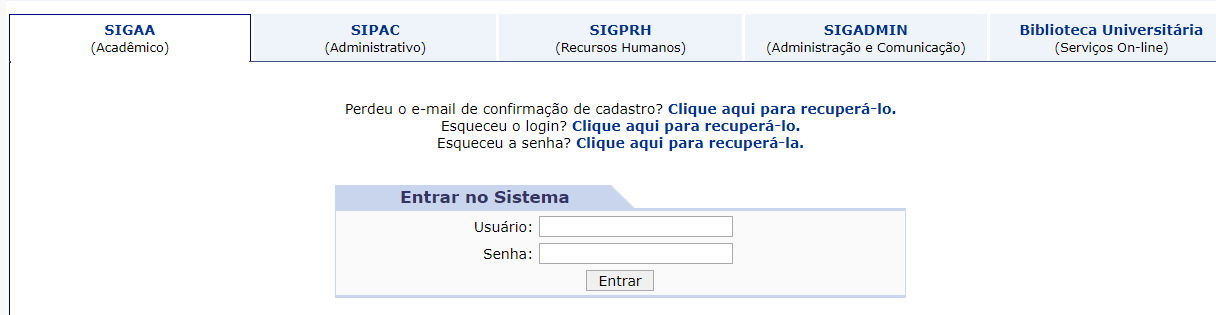 SIGAA
(Acadêmico)
SIPAC
(Administrativo)
SIGPRH
(Recursos Humanos)
SIGADMIN
(Administração e Comunicação)
Biblioteca Universitária
(Serviços On-line)
Perdeu o e-mail de confirmação de cadastro? Clique aqui para recuperá-lo.
Esqueceu o login? Clique aqui para recuperá-lo.
Esqueceu a senha? Clique aqui para recuperá-la.
Entrar no Sistema
Usuário:
Senha:
Entrar